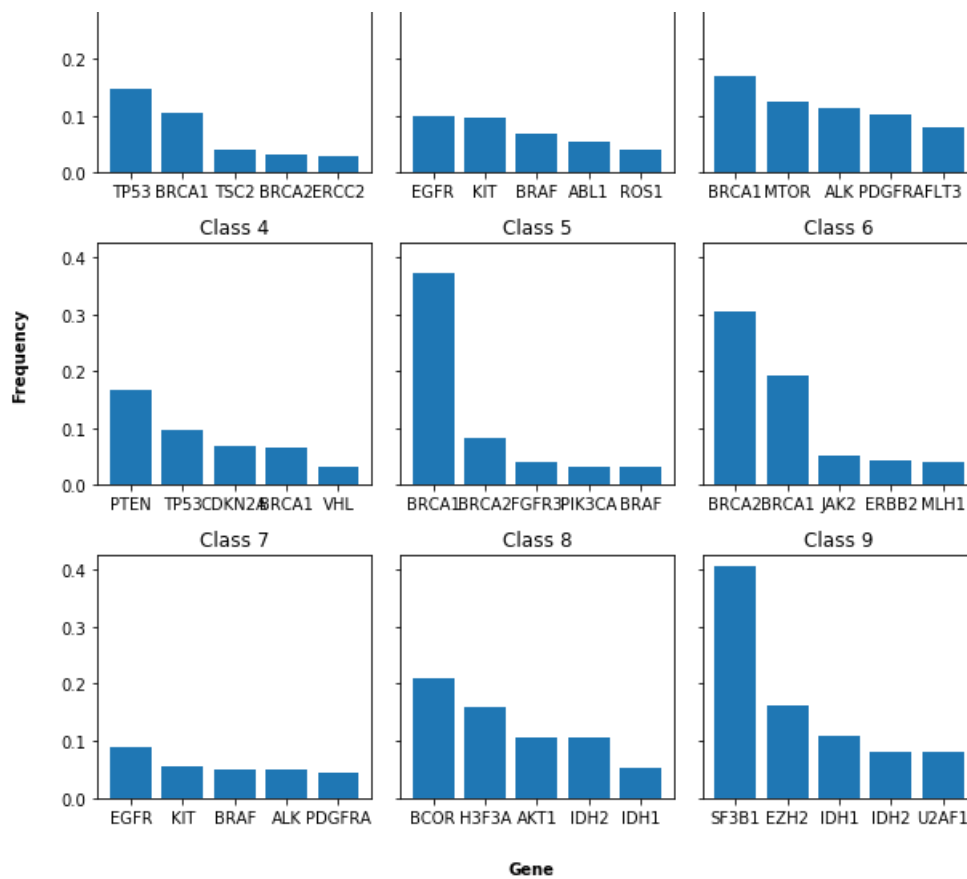 0.2
0.1
0.0
TP53 BRCA1 TSC2 BRCA2 ERCC2
EGFR KIT BRAF ABL1 ROS1
BRCA1 MTOR ALK PDGFRA FLT3
Class 4
Class 5
Class 6
0.4
0.3
0.2
0.1
0.0
Frequency
PTEN TP53 CDKN2A BRCA1 VHL
BRCA1 BRCA2 FGFR3 PIK3CA BRAF
BRCA2 BRCA1 JAK2 ERBB2 MLH1
Class 7
Class 8
Class 9
0.4
0.3
0.2
0.1
0.0
EGFR KIT BRAF ALK PDGFRA
BCOR H3F3A AKT1 IDH2 IDH1
SF3B1 EZH2 IDH1 IDH2 U2AF1
Gene